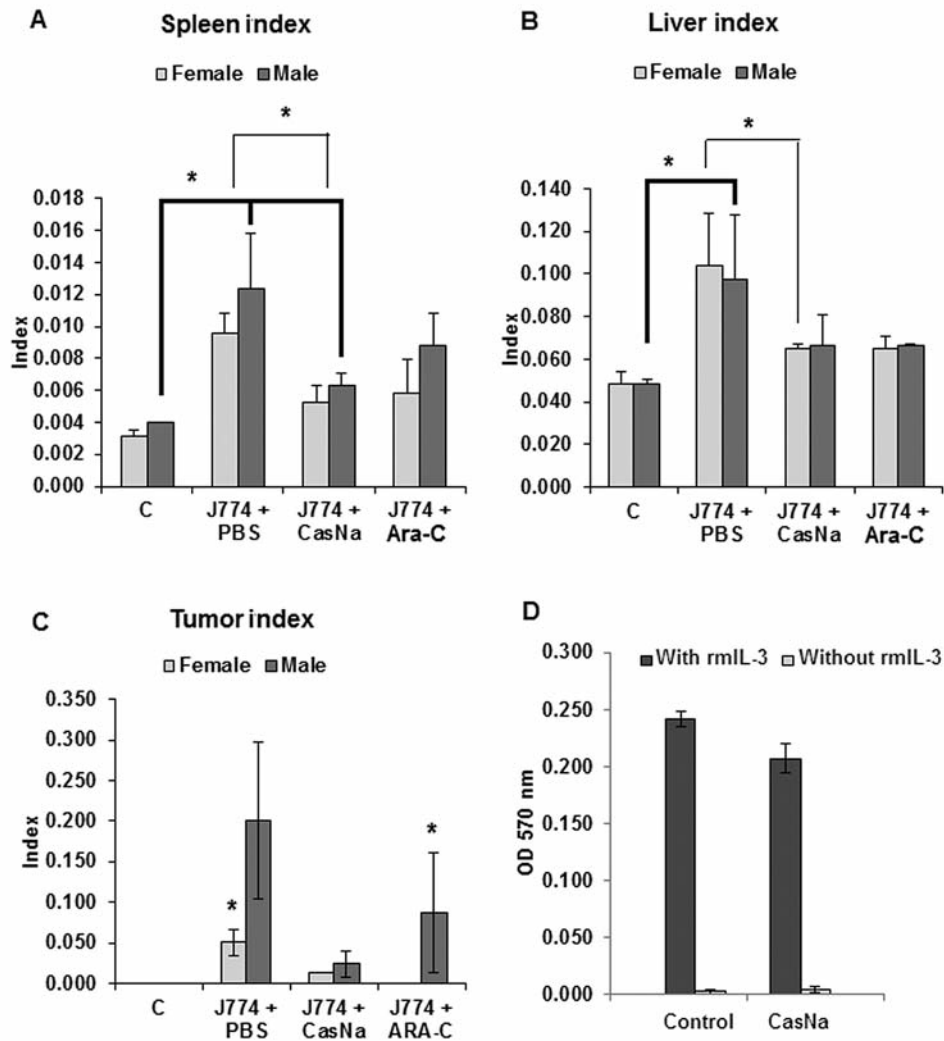 A
Spleen index
Female Male
*
*
0.018
0.016
0.014
0.012
0.010
0.008
0.006
0.004
0.002
0.000
Index
C
J774 + PBS
J774 + CasNa
J774 + Ara-C
B
Liver index
Female Male
*
*
0.140
0.120
0.100
0.080
0.060
0.040
0.020
0.000
Index
C
J774 + PBS
J774 + CasNa
J774 + Ara-C
C
Tumor index
Female Male
0.350
0.300
0.250
0.200
0.150
0.100
0.050
0.000
Index
*
*
C
J774 + PBS
J774 + CasNa
J774 + ARA-C
D
With rmIL-3 Without rmIL-3
0.300
0.250
0.200
0.150
0.100
0.050
0.000
OD 570 nm
Control
CasNa